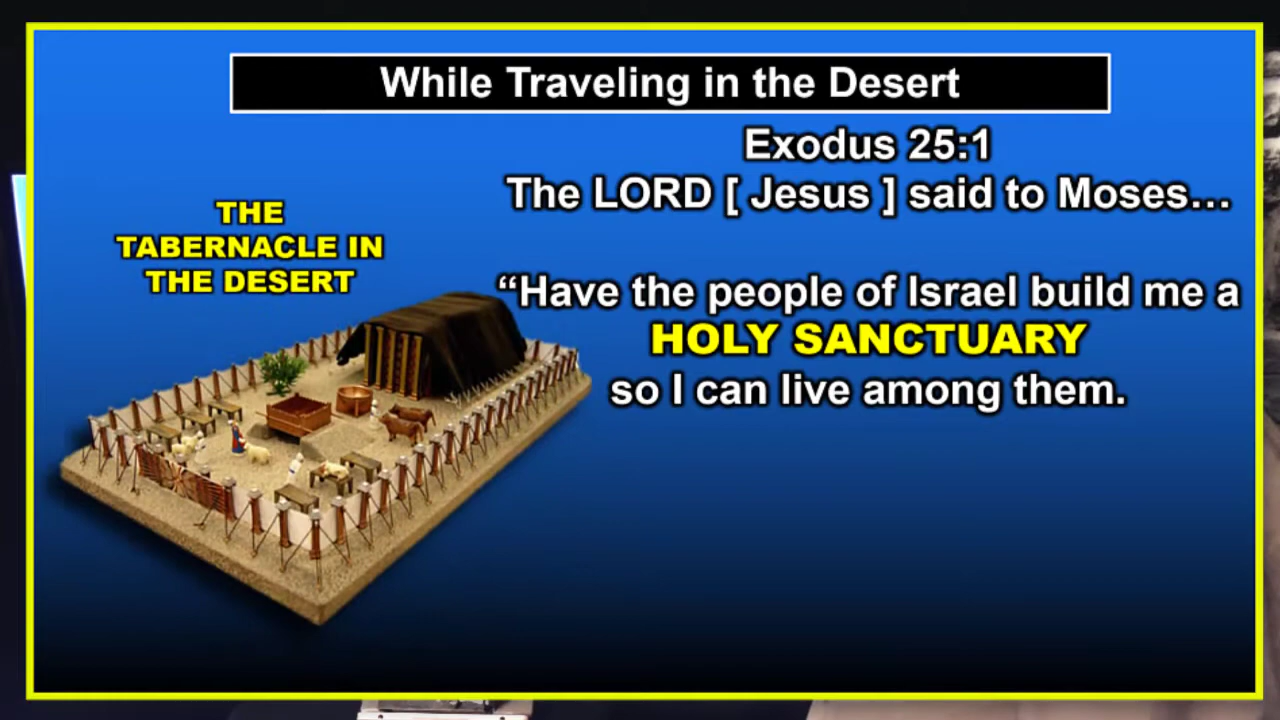 While Traveling in the Desert
Exodus 25:1
The LORD [ Jesus ] said to Moses…
THE
TABERNACLE IN
THE DESERT
“Have the people of Israel build me a
HOLY SANCTUARY
so I can live among them.